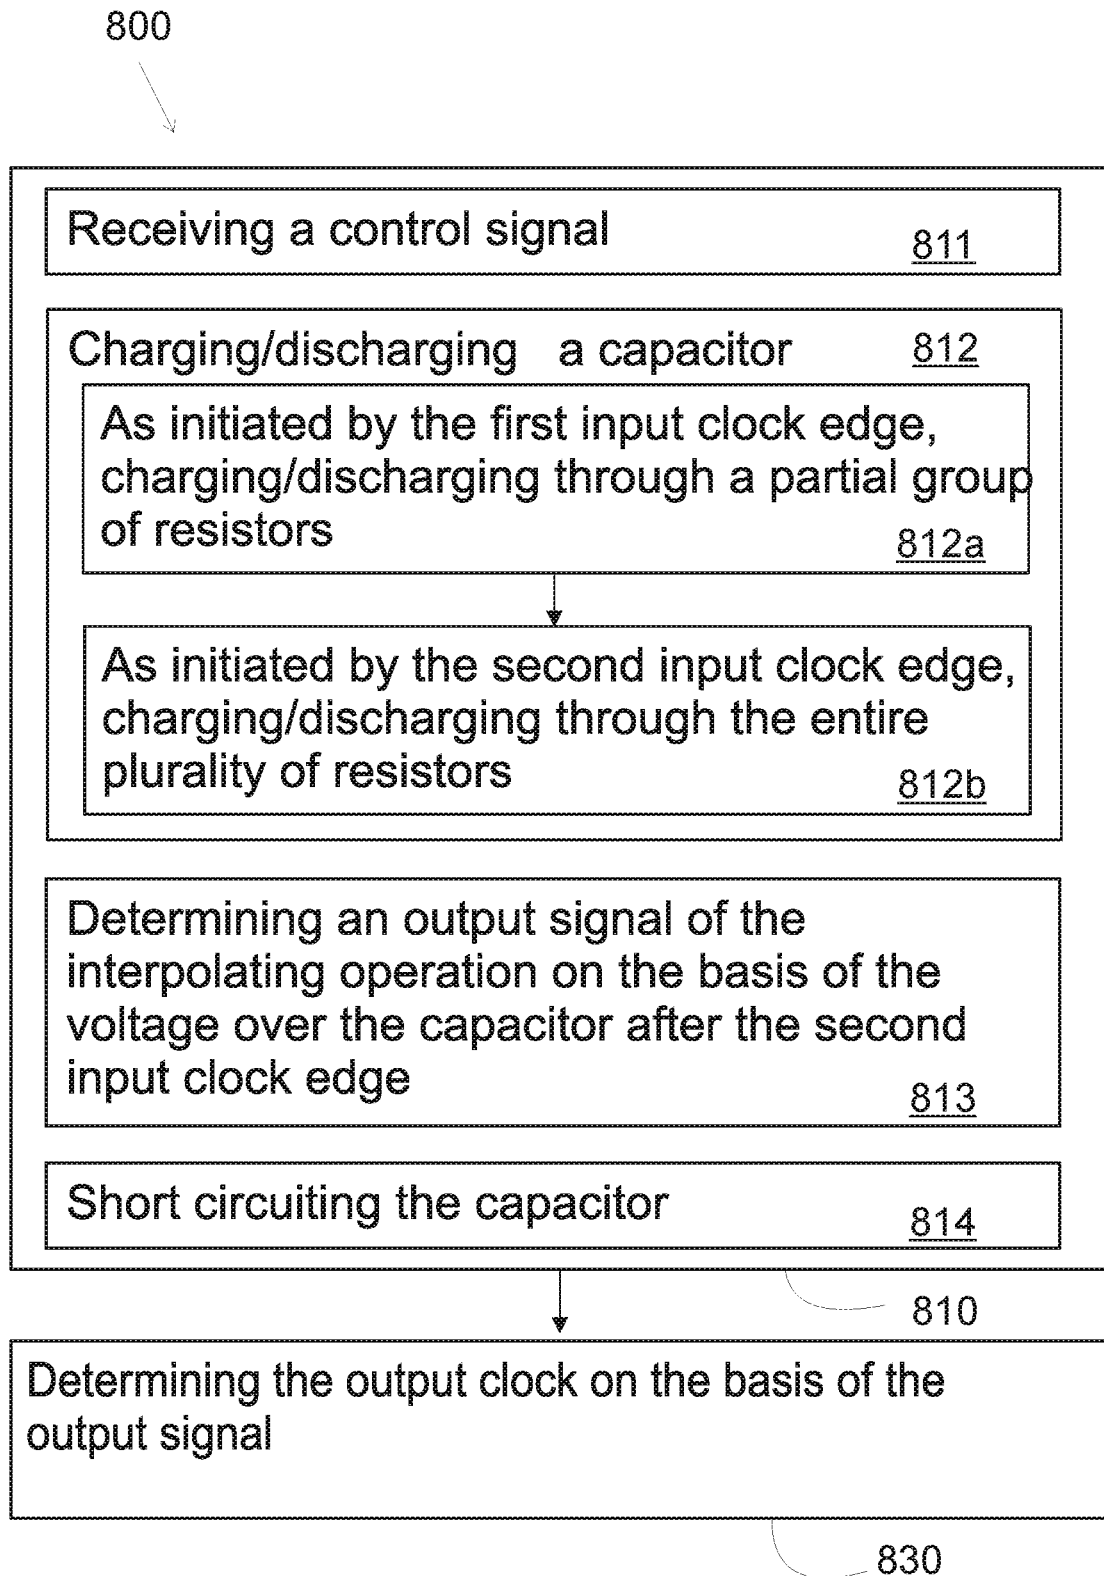 800
Receiving a control signal
811
Charging/discharging a capacitor
812
As initiated by the first input clock edge,
charging/discharging through a partial group
of resistors
812a
As initiated by the second input clock edge,
charging/discharging through the entire
plurality of resistors
812b
Determining an output signal of the
interpolating operation on the basis of the
voltage over the capacitor after the second
input clock edge
813
Short circuiting the capacitor
814
810
Determining the output clock on the basis of the
output signal
830